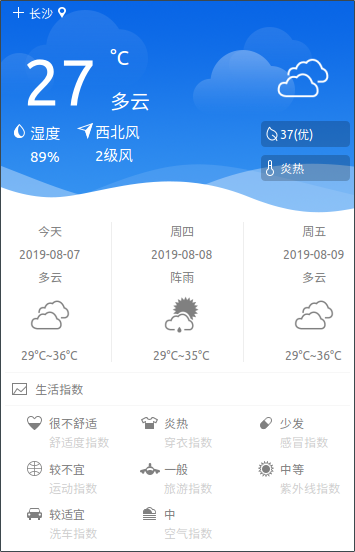 长沙
27
°C
多云
湿度
89%
西北风
2级风
37(优)
炎热
今天
2019-08-07
多云
29°C~36°C
周四
2019-08-08
阵雨
29°C~35°C
周五
2019-08-09
多云
29°C~36°C
生活指数
很不舒适
舒适度指数
炎热
穿衣指数
少发
感冒指数
较不宜
运动指数
一般
旅游指数
中等
紫外线指数
较适宜
洗车指数
中
空气指数